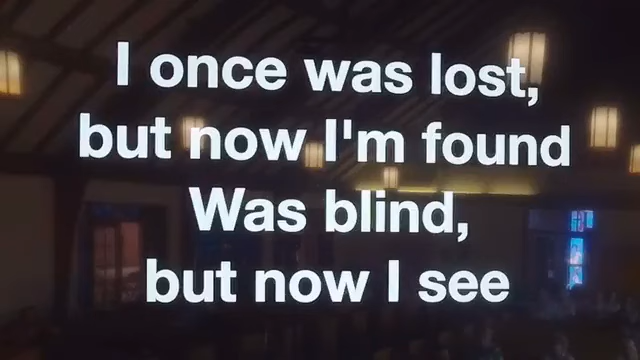 I once was lost,
but now I'm found
Was blind,
but now I see